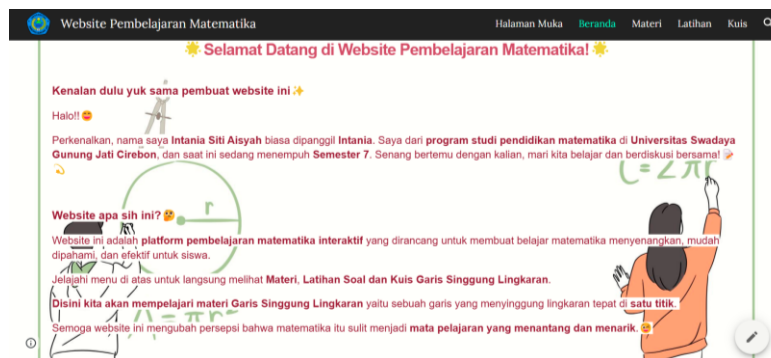 Website Pembelajaran Matematika
Halaman Muka Beranda Materi Latihan Kuis
🌟 Selamat Datang di Website Pembelajaran Matematika! 🌟
Kenalan dulu yuk sama pembuat website ini ✨
Halo!! 😍
Perkenalkan, nama saya Intania Siti Aisyah biasa dipanggil Intania. Saya dari program studi pendidikan matematika di Universitas Swadaya
Gunung Jati Cirebon, dan saat ini sedang menempuh Semester 7. Senang bertemu dengan kalian, mari kita belajar dan berdiskusi bersama! 📝
💫
C = 2πr
r
Website apa sih ini? 🤔
Website ini adalah platform pembelajaran matematika interaktif yang dirancang untuk membuat belajar matematika menyenangkan, mudah
dipahami, dan efektif untuk siswa.
Jelajahi menu di atas untuk langsung melihat Materi, Latihan Soal dan Kuis Garis Singgung Lingkaran.
Disini kita akan mempelajari materi Garis Singgung Lingkaran yaitu sebuah garis yang menyinggung lingkaran tepat di satu titik.
A = πr²
Semoga website ini mengubah persepsi bahwa matematika itu sulit menjadi mata pelajaran yang menantang dan menarik. 🥰